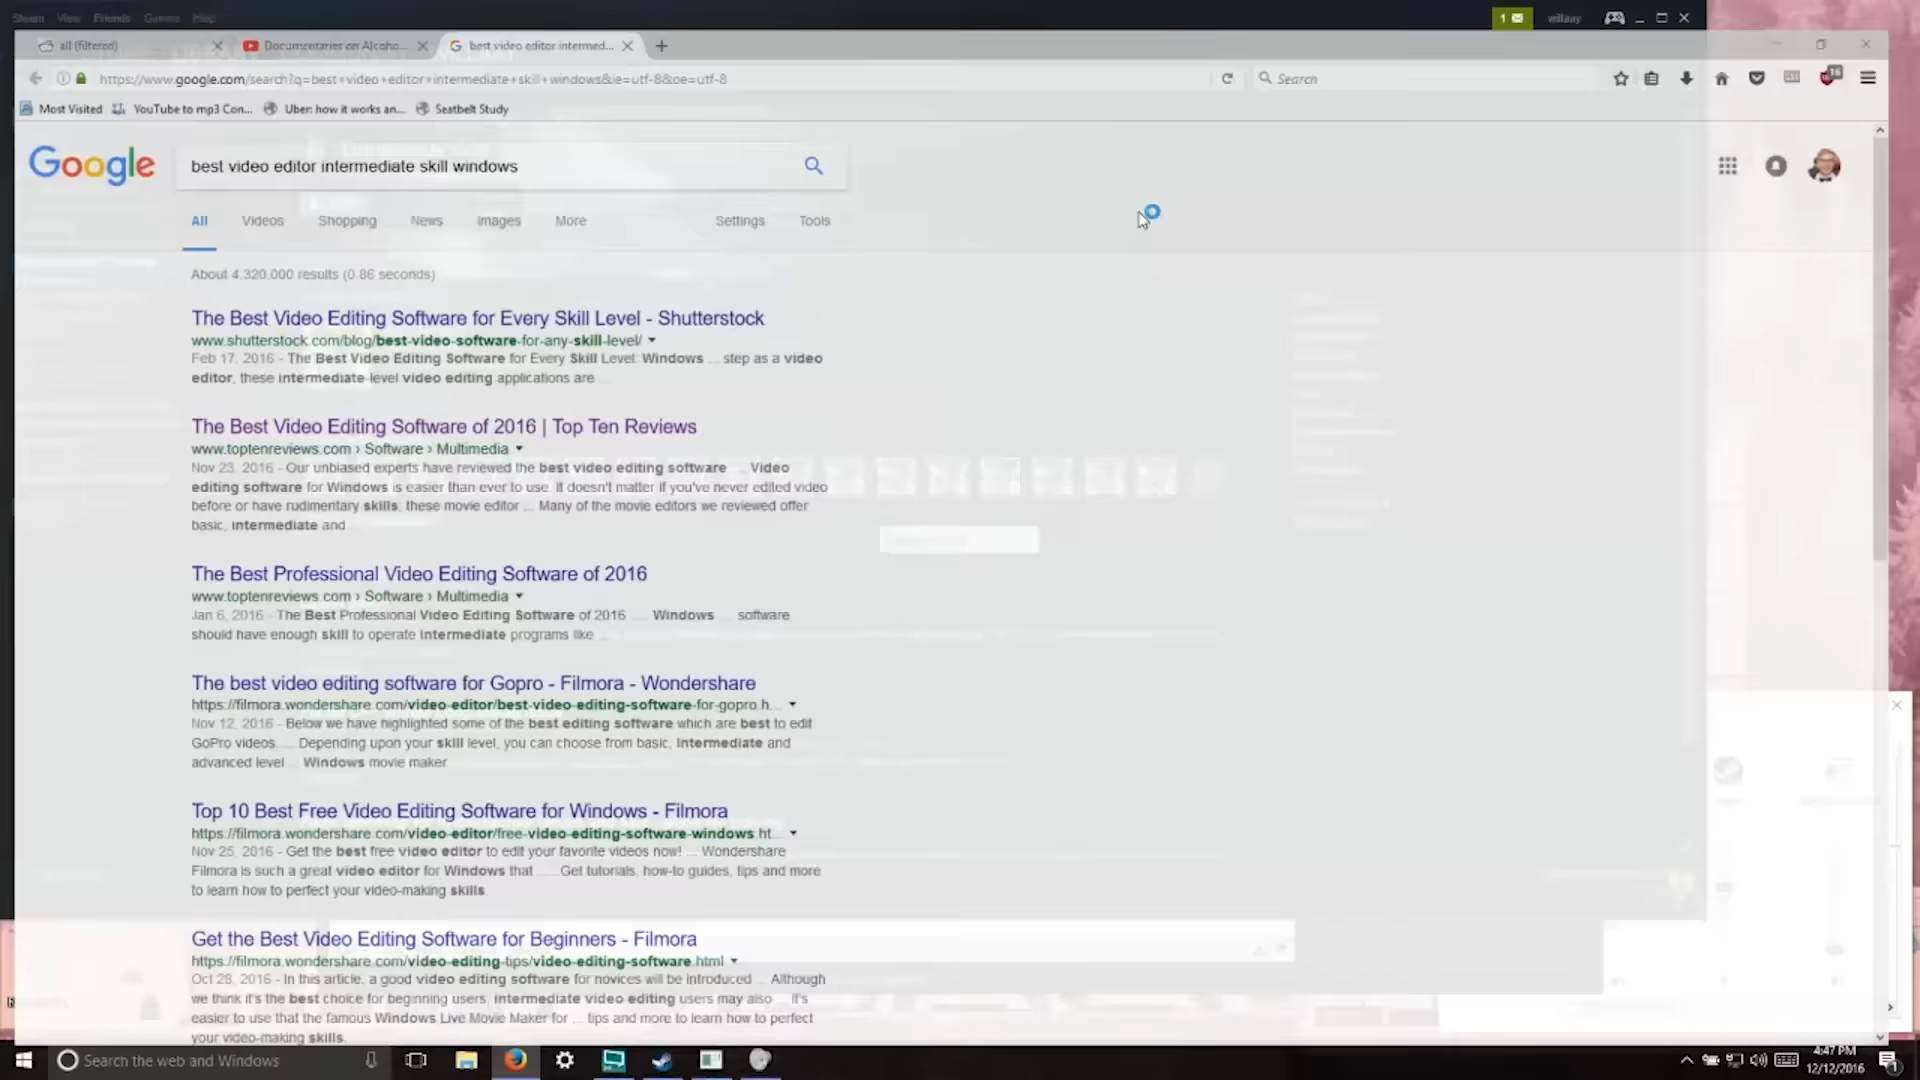 Steam View Friends Games Help
1 willaay
all (filtered)
Documentaries on Alcoho...
best video editor intermed...
https://www.google.com/search?q=best+video+editor+intermediate+skill+windows&ie=utf-8&oe=utf-8
Search
16
Most Visited YouTube to mp3 Con... Uber: how it works an... Seatbelt Study
Google
best video editor intermediate skill windows
All Videos Shopping News Images More Settings Tools
About 4,320,000 results (0.86 seconds)
The Best Video Editing Software for Every Skill Level - Shutterstock
www.shutterstock.com/blog/best-video-software-for-any-skill-level/
Feb 17, 2016 - The Best Video Editing Software for Every Skill Level: Windows ... step as a video
editor, these intermediate-level video editing applications are ...
The Best Video Editing Software of 2016 | Top Ten Reviews
www.toptenreviews.com › Software › Multimedia
Nov 23, 2016 - Our unbiased experts have reviewed the best video editing software ... Video
editing software for Windows is easier than ever to use. It doesn't matter if you've never edited video
before or have rudimentary skills, these movie editor ... Many of the movie editors we reviewed offer
basic, intermediate and ...
The Best Professional Video Editing Software of 2016
www.toptenreviews.com › Software › Multimedia
Jan 6, 2016 - The Best Professional Video Editing Software of 2016 ... Windows ... software
should have enough skill to operate intermediate programs like ...
The best video editing software for Gopro - Filmora - Wondershare
https://filmora.wondershare.com/video-editor/best-video-editing-software-for-gopro.h...
Nov 12, 2016 - Below we have highlighted some of the best editing software which are best to edit
GoPro videos. ... Depending upon your skill level, you can choose from basic, Intermediate and
advanced level ... Windows movie maker
Top 10 Best Free Video Editing Software for Windows - Filmora
https://filmora.wondershare.com/video-editor/free-video-editing-software-windows.ht...
Nov 25, 2016 - Get the best free video editor to edit your favorite videos now! ... Wondershare
Filmora is such a great video editor for Windows that ... Get tutorials, how-to guides, tips and more
to learn how to perfect your video-making skills.
Get the Best Video Editing Software for Beginners - Filmora
https://filmora.wondershare.com/video-editing-tips/video-editing-software.html
Oct 28, 2016 - In this article, a good video editing software for novices will be introduced ... Although
we think it's the best choice for beginning users, intermediate video editing users may also ... It's
easier to use that the famous Windows Live Movie Maker for ... tips and more to learn how to perfect
your video-making skills.
Search the web and Windows
4:47 PM
12/12/2016
1